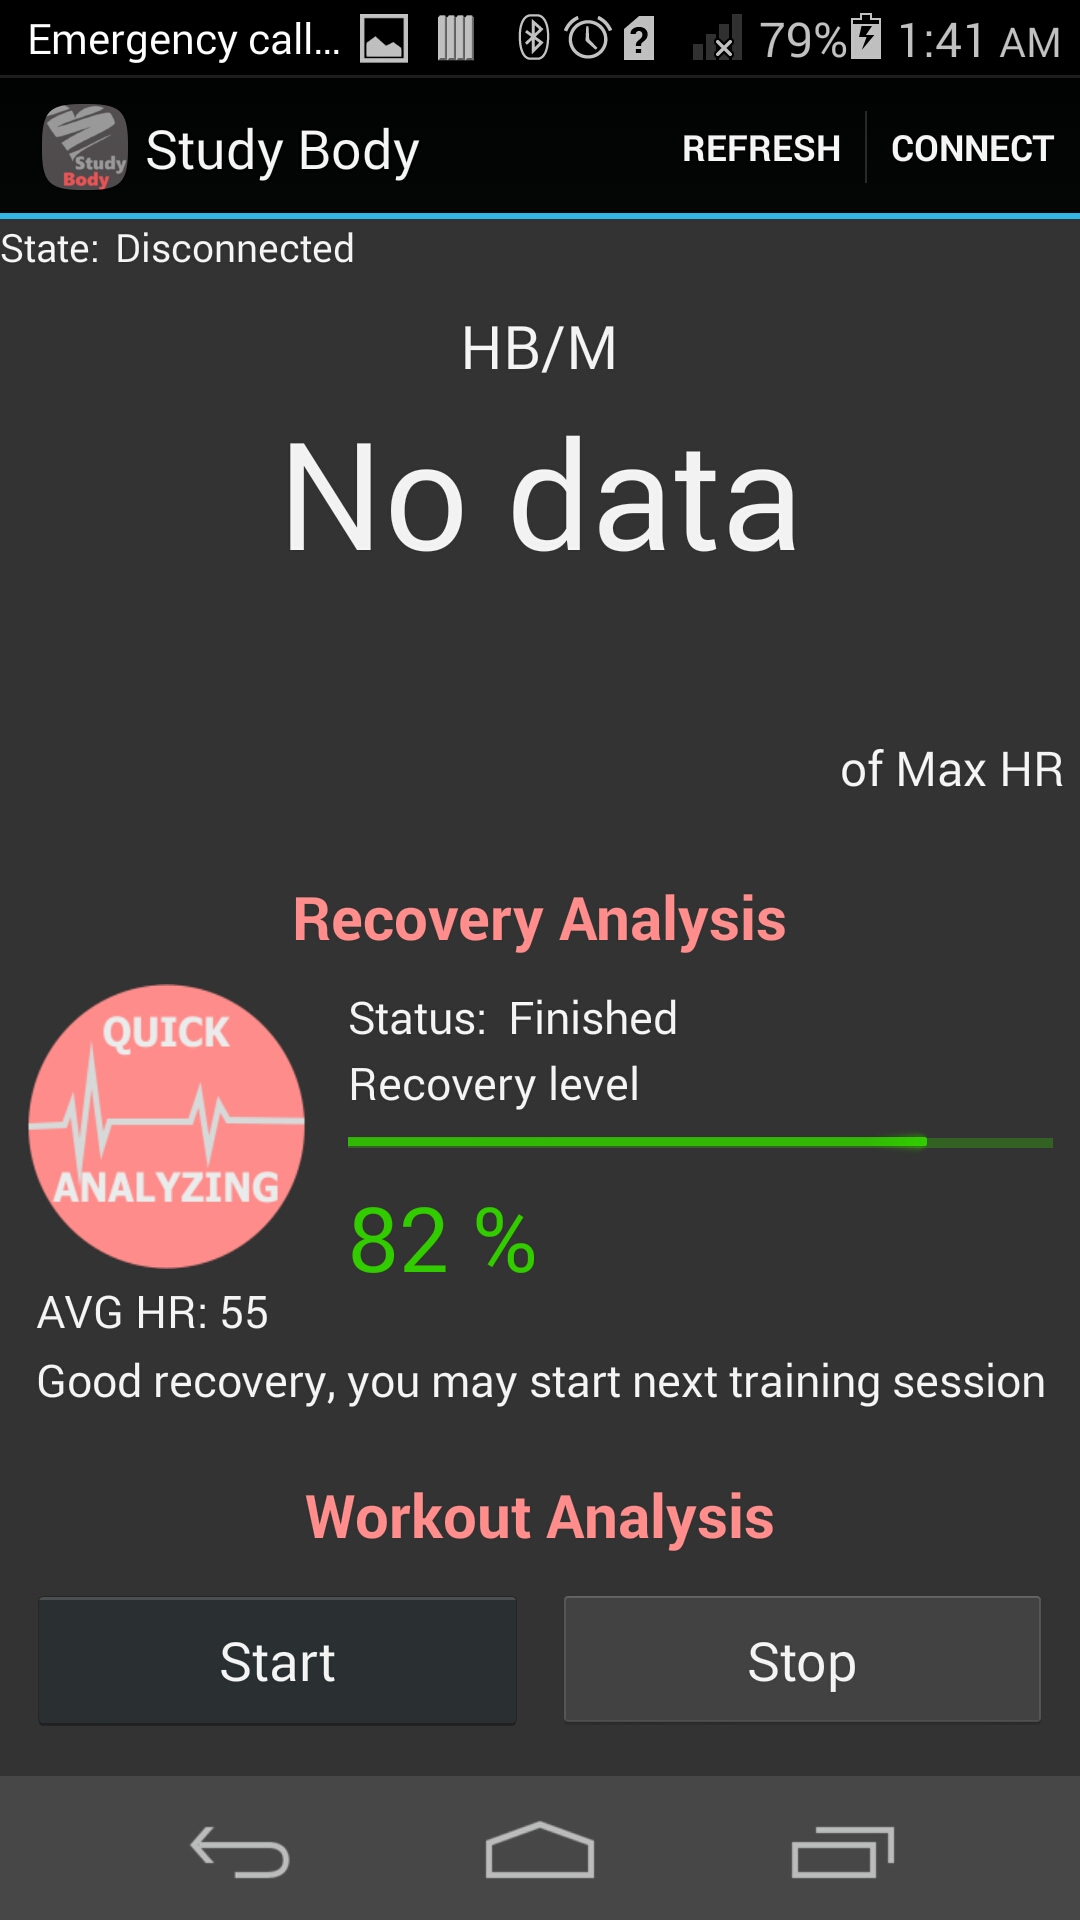 Emergency call... 79% 1:41 AM
Study Body
Study Body REFRESH CONNECT
State: Disconnected
HB/M
No data
of Max HR
Recovery Analysis
QUICK
ANALYZING
Status: Finished
Recovery level
82 %
AVG HR: 55
Good recovery, you may start next training session
Workout Analysis
Start Stop